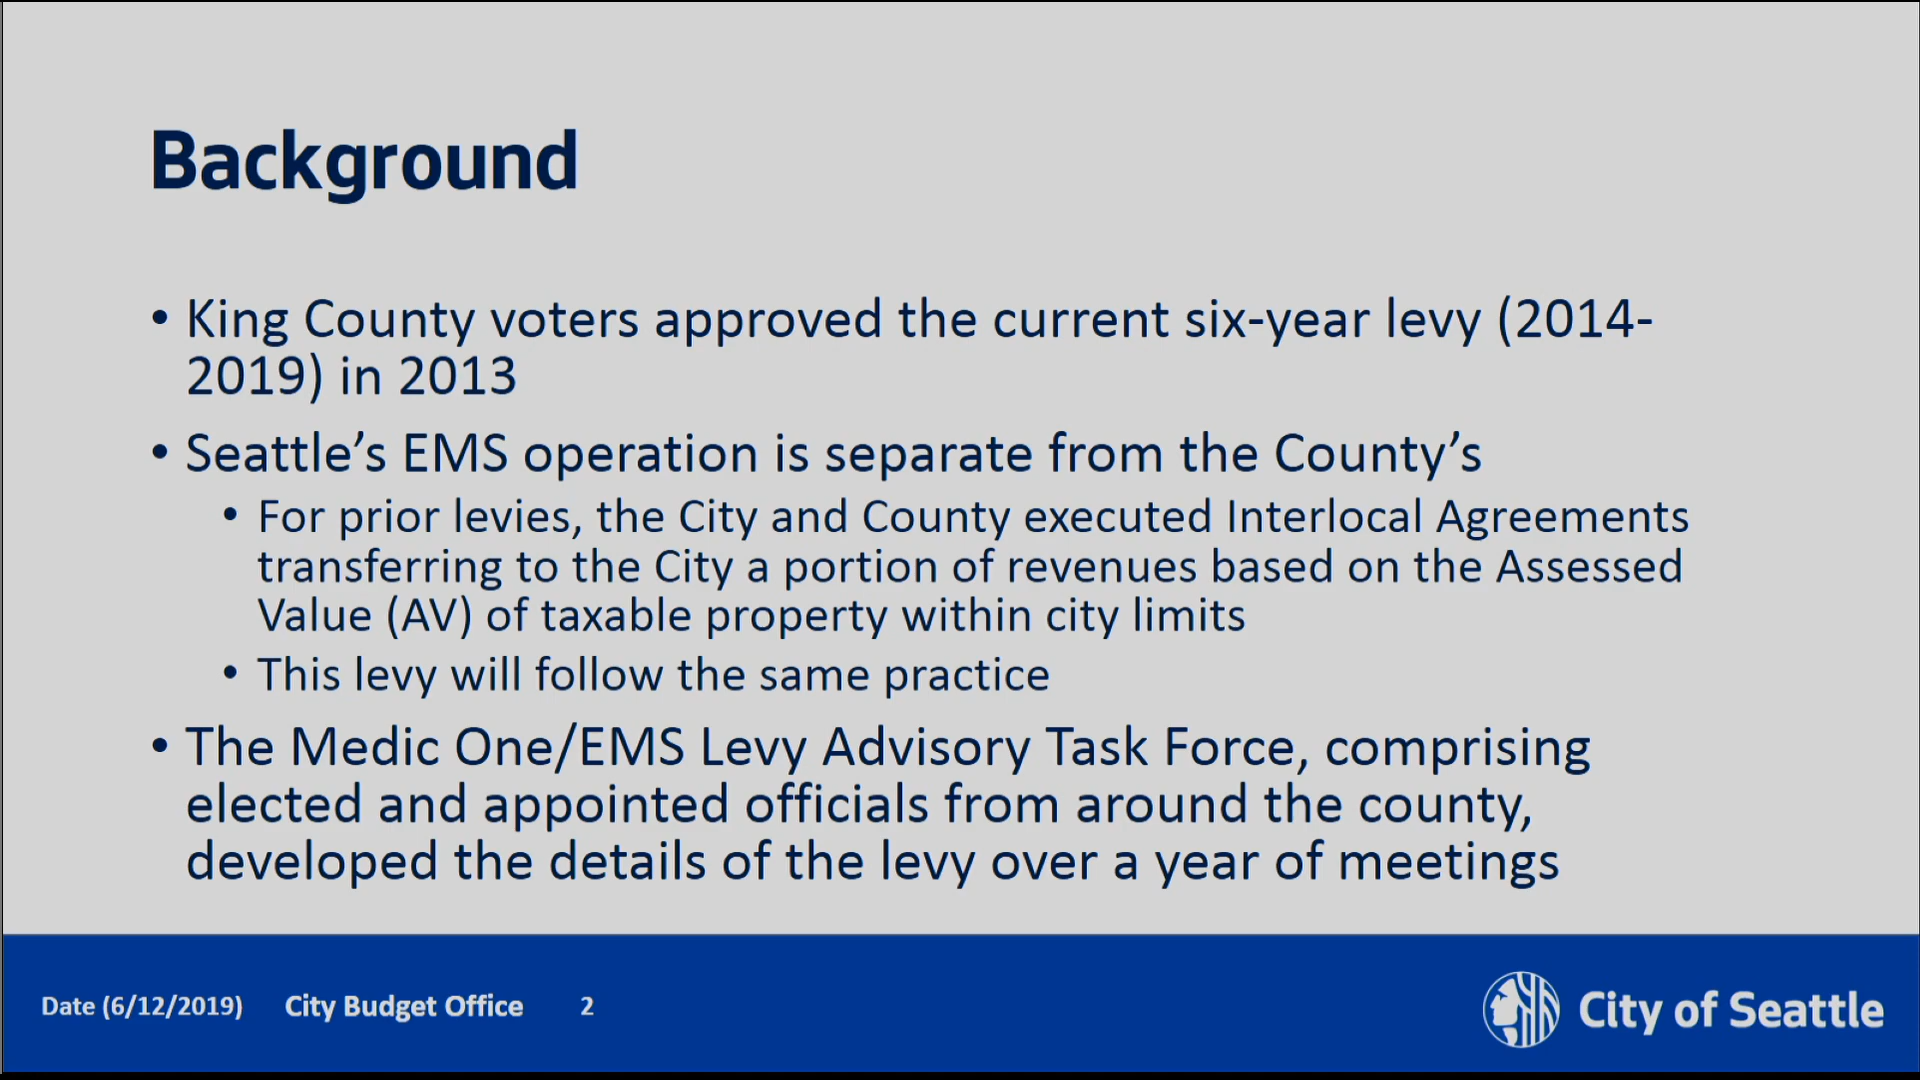 Background
• King County voters approved the current six-year levy (2014-
2019) in 2013
• Seattle’s EMS operation is separate from the County’s
• For prior levies, the City and County executed Interlocal Agreements
transferring to the City a portion of revenues based on the Assessed
Value (AV) of taxable property within city limits
• This levy will follow the same practice
• The Medic One/EMS Levy Advisory Task Force, comprising
elected and appointed officials from around the county,
developed the details of the levy over a year of meetings
Date (6/12/2019) City Budget Office 2
City of Seattle